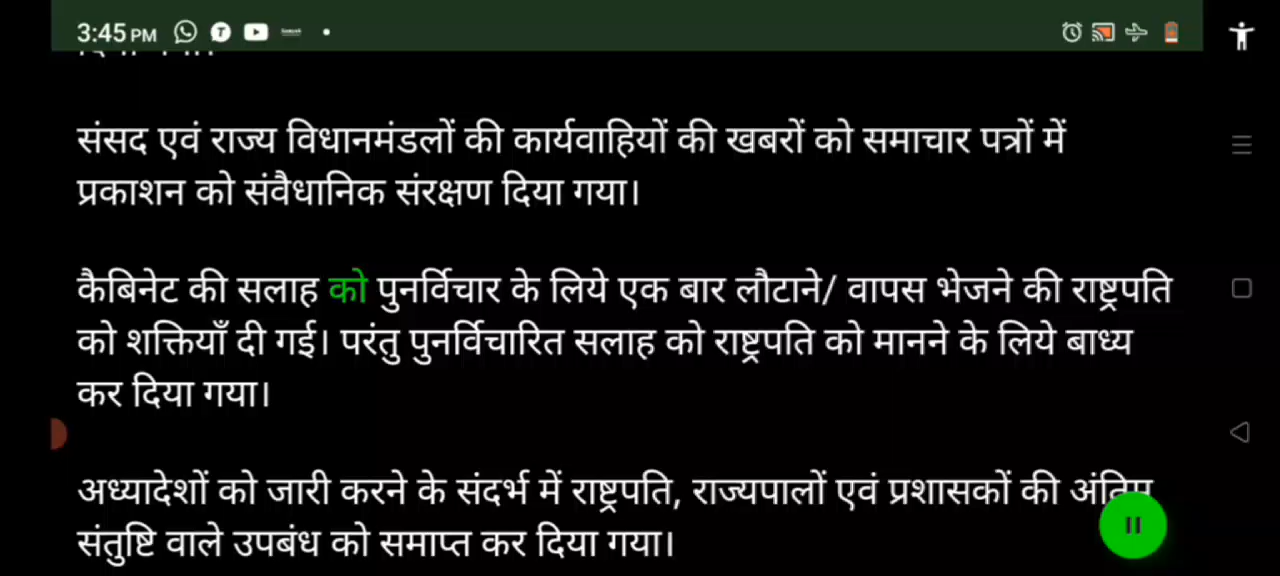 3:45 PM
संसद एवं राज्य विधानमंडलों की कार्यवाहियों की खबरों को समाचार पत्रों में
प्रकाशन को संवैधानिक संरक्षण दिया गया।
कैबिनेट की सलाह को पुनर्विचार के लिये एक बार लौटाने/ वापस भेजने की राष्ट्रपति
को शक्तियाँ दी गई। परंतु पुनर्विचारित सलाह को राष्ट्रपति को मानने के लिये बाध्य
कर दिया गया।
अध्यादेशों को जारी करने के संदर्भ में राष्ट्रपति, राज्यपालों एवं प्रशासकों की अंतिम
संतुष्टि वाले उपबंध को समाप्त कर दिया गया।